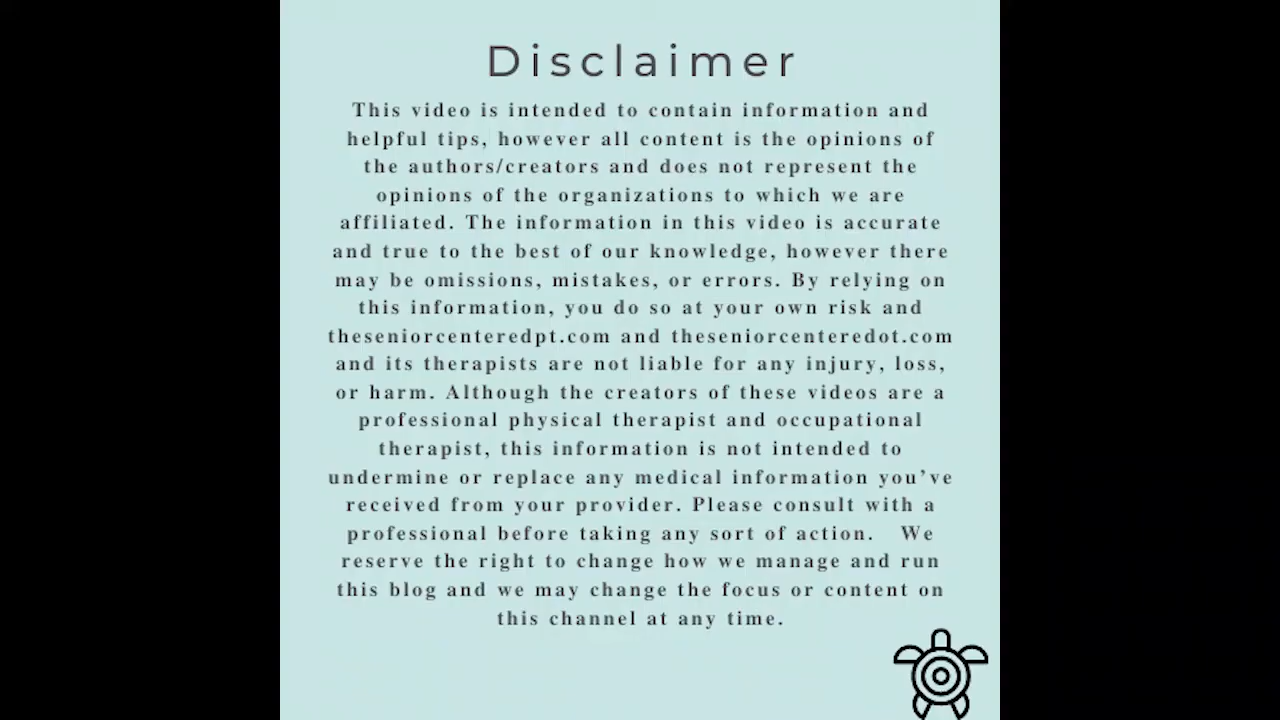 Disclaimer
This video is intended to contain information and
helpful tips, however all content is the opinions of
the authors/creators and does not represent the
opinions of the organizations to which we are
affiliated. The information in this video is accurate
and true to the best of our knowledge, however there
may be omissions, mistakes, or errors. By relying on
this information, you do so at your own risk and
theseniorcenteredpt.com and theseniorcenteredot.com
and its therapists are not liable for any injury, loss,
or harm. Although the creators of these videos are a
professional physical therapist and occupational
therapist, this information is not intended to
undermine or replace any medical information you’ve
received from your provider. Please consult with a
professional before taking any sort of action. We
reserve the right to change how we manage and run
this blog and we may change the focus or content on
this channel at any time.